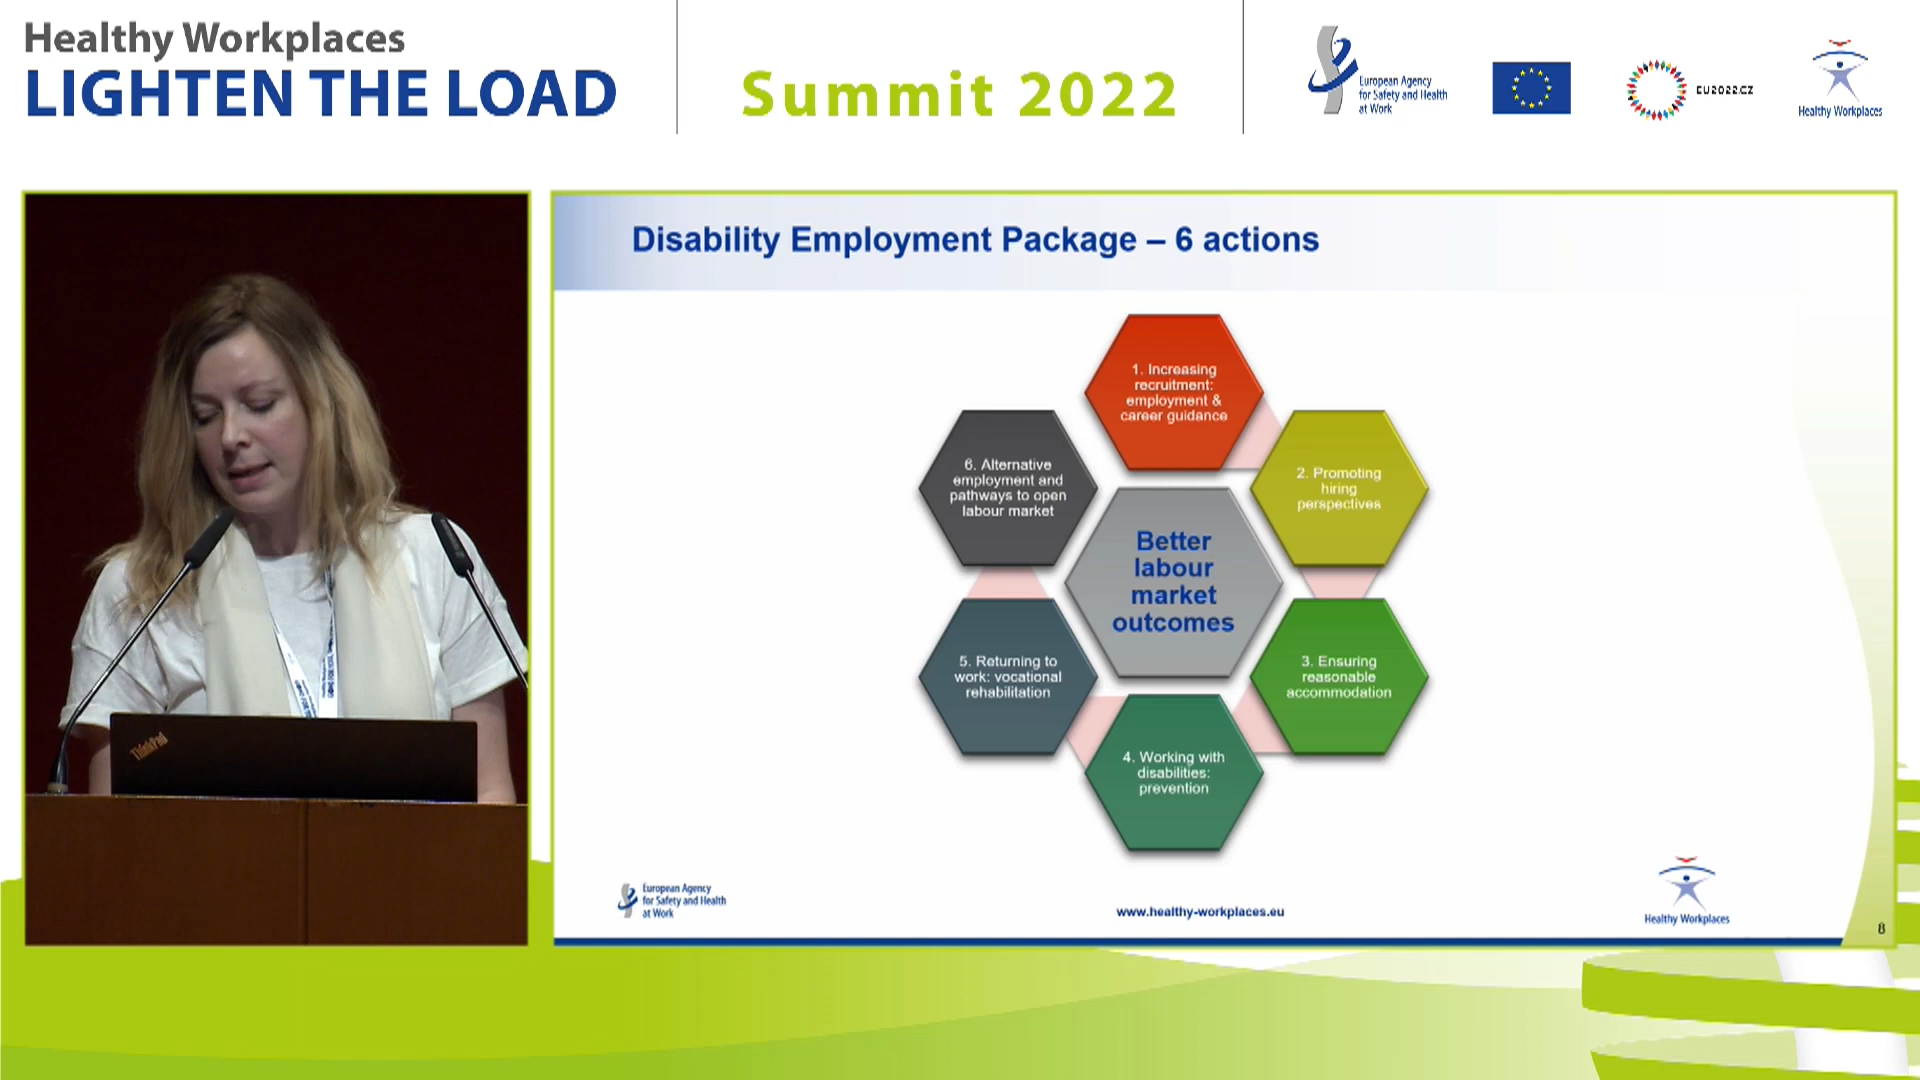 Healthy Workplaces
LIGHTEN THE LOAD
Summit 2022
European Agency
for Safety and Health
at Work
EU2022.CZ
Healthy Workplaces
Disability Employment Package – 6 actions
1. Increasing
recruitment:
employment &
career guidance
2. Promoting
hiring
perspectives
3. Ensuring
reasonable
accommodation
4. Working with
disabilities:
prevention
5. Returning to
work: vocational
rehabilitation
6. Alternative
employment and
pathways to open
labour market
Better
labour
market
outcomes
ThinkPad
European Agency
for Safety and Health
at Work
www.healthy-workplaces.eu
Healthy Workplaces
8